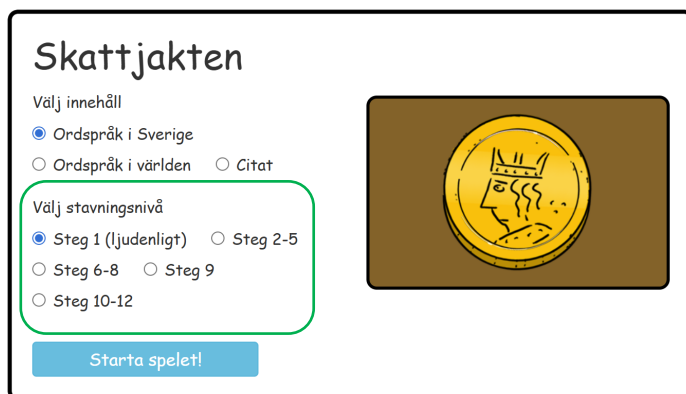 Skattjakten
Välj innehåll
Ordspråk i Sverige
Ordspråk i världen Citat
Välj stavningsnivå
Steg 1 (ljudenligt) Steg 2-5
Steg 6-8 Steg 9
Steg 10-12
Starta spelet!